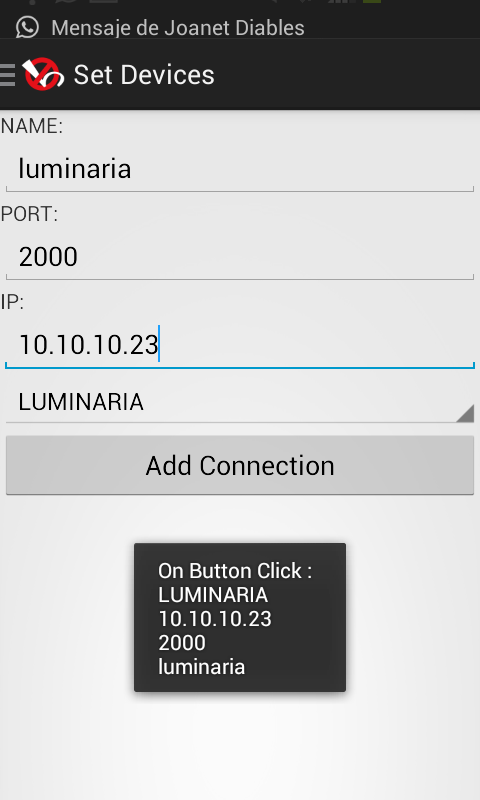 Mensaje de Joanet Diables
Set Devices
NAME:
luminaria
PORT:
2000
IP:
10.10.10.23
LUMINARIA
Add Connection
On Button Click :
LUMINARIA
10.10.10.23
2000
luminaria